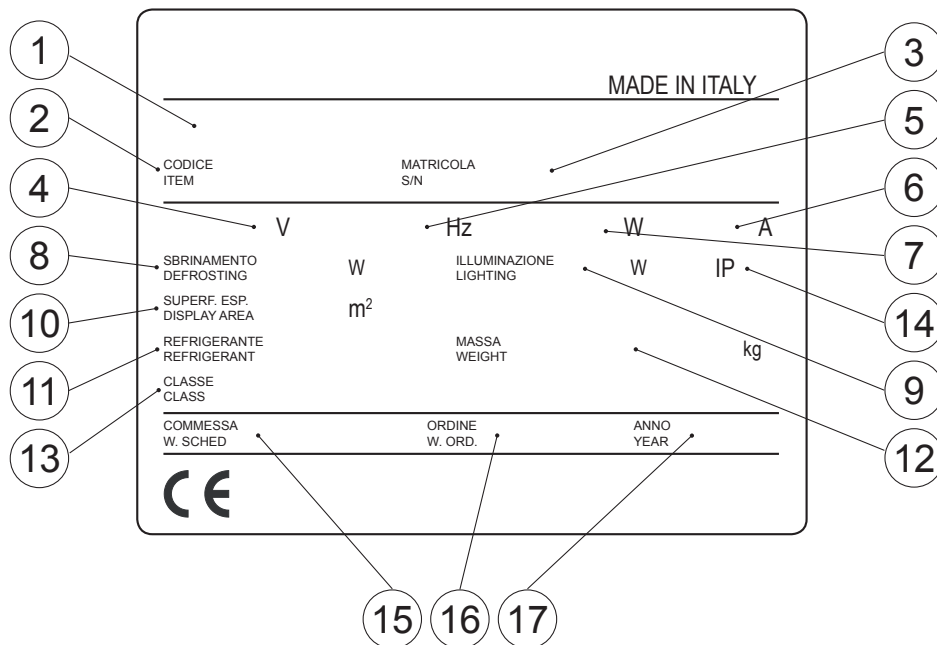 1
3
MADE IN ITALY
2
5
CODICE
ITEM
MATRICOLA
S/N
4
6
V Hz W A
8
7
SBRINAMENTO
DEFROSTING
W
ILLUMINAZIONE
LIGHTING
W
IP
10
14
SUPERF. ESP.
DISPLAY AREA
m²
11
9
REFRIGERANTE
REFRIGERANT
MASSA
WEIGHT
kg
13
12
CLASSE
CLASS
COMMESSA
W. SCHED
ORDINE
W. ORD.
ANNO
YEAR
CE
15 16 17